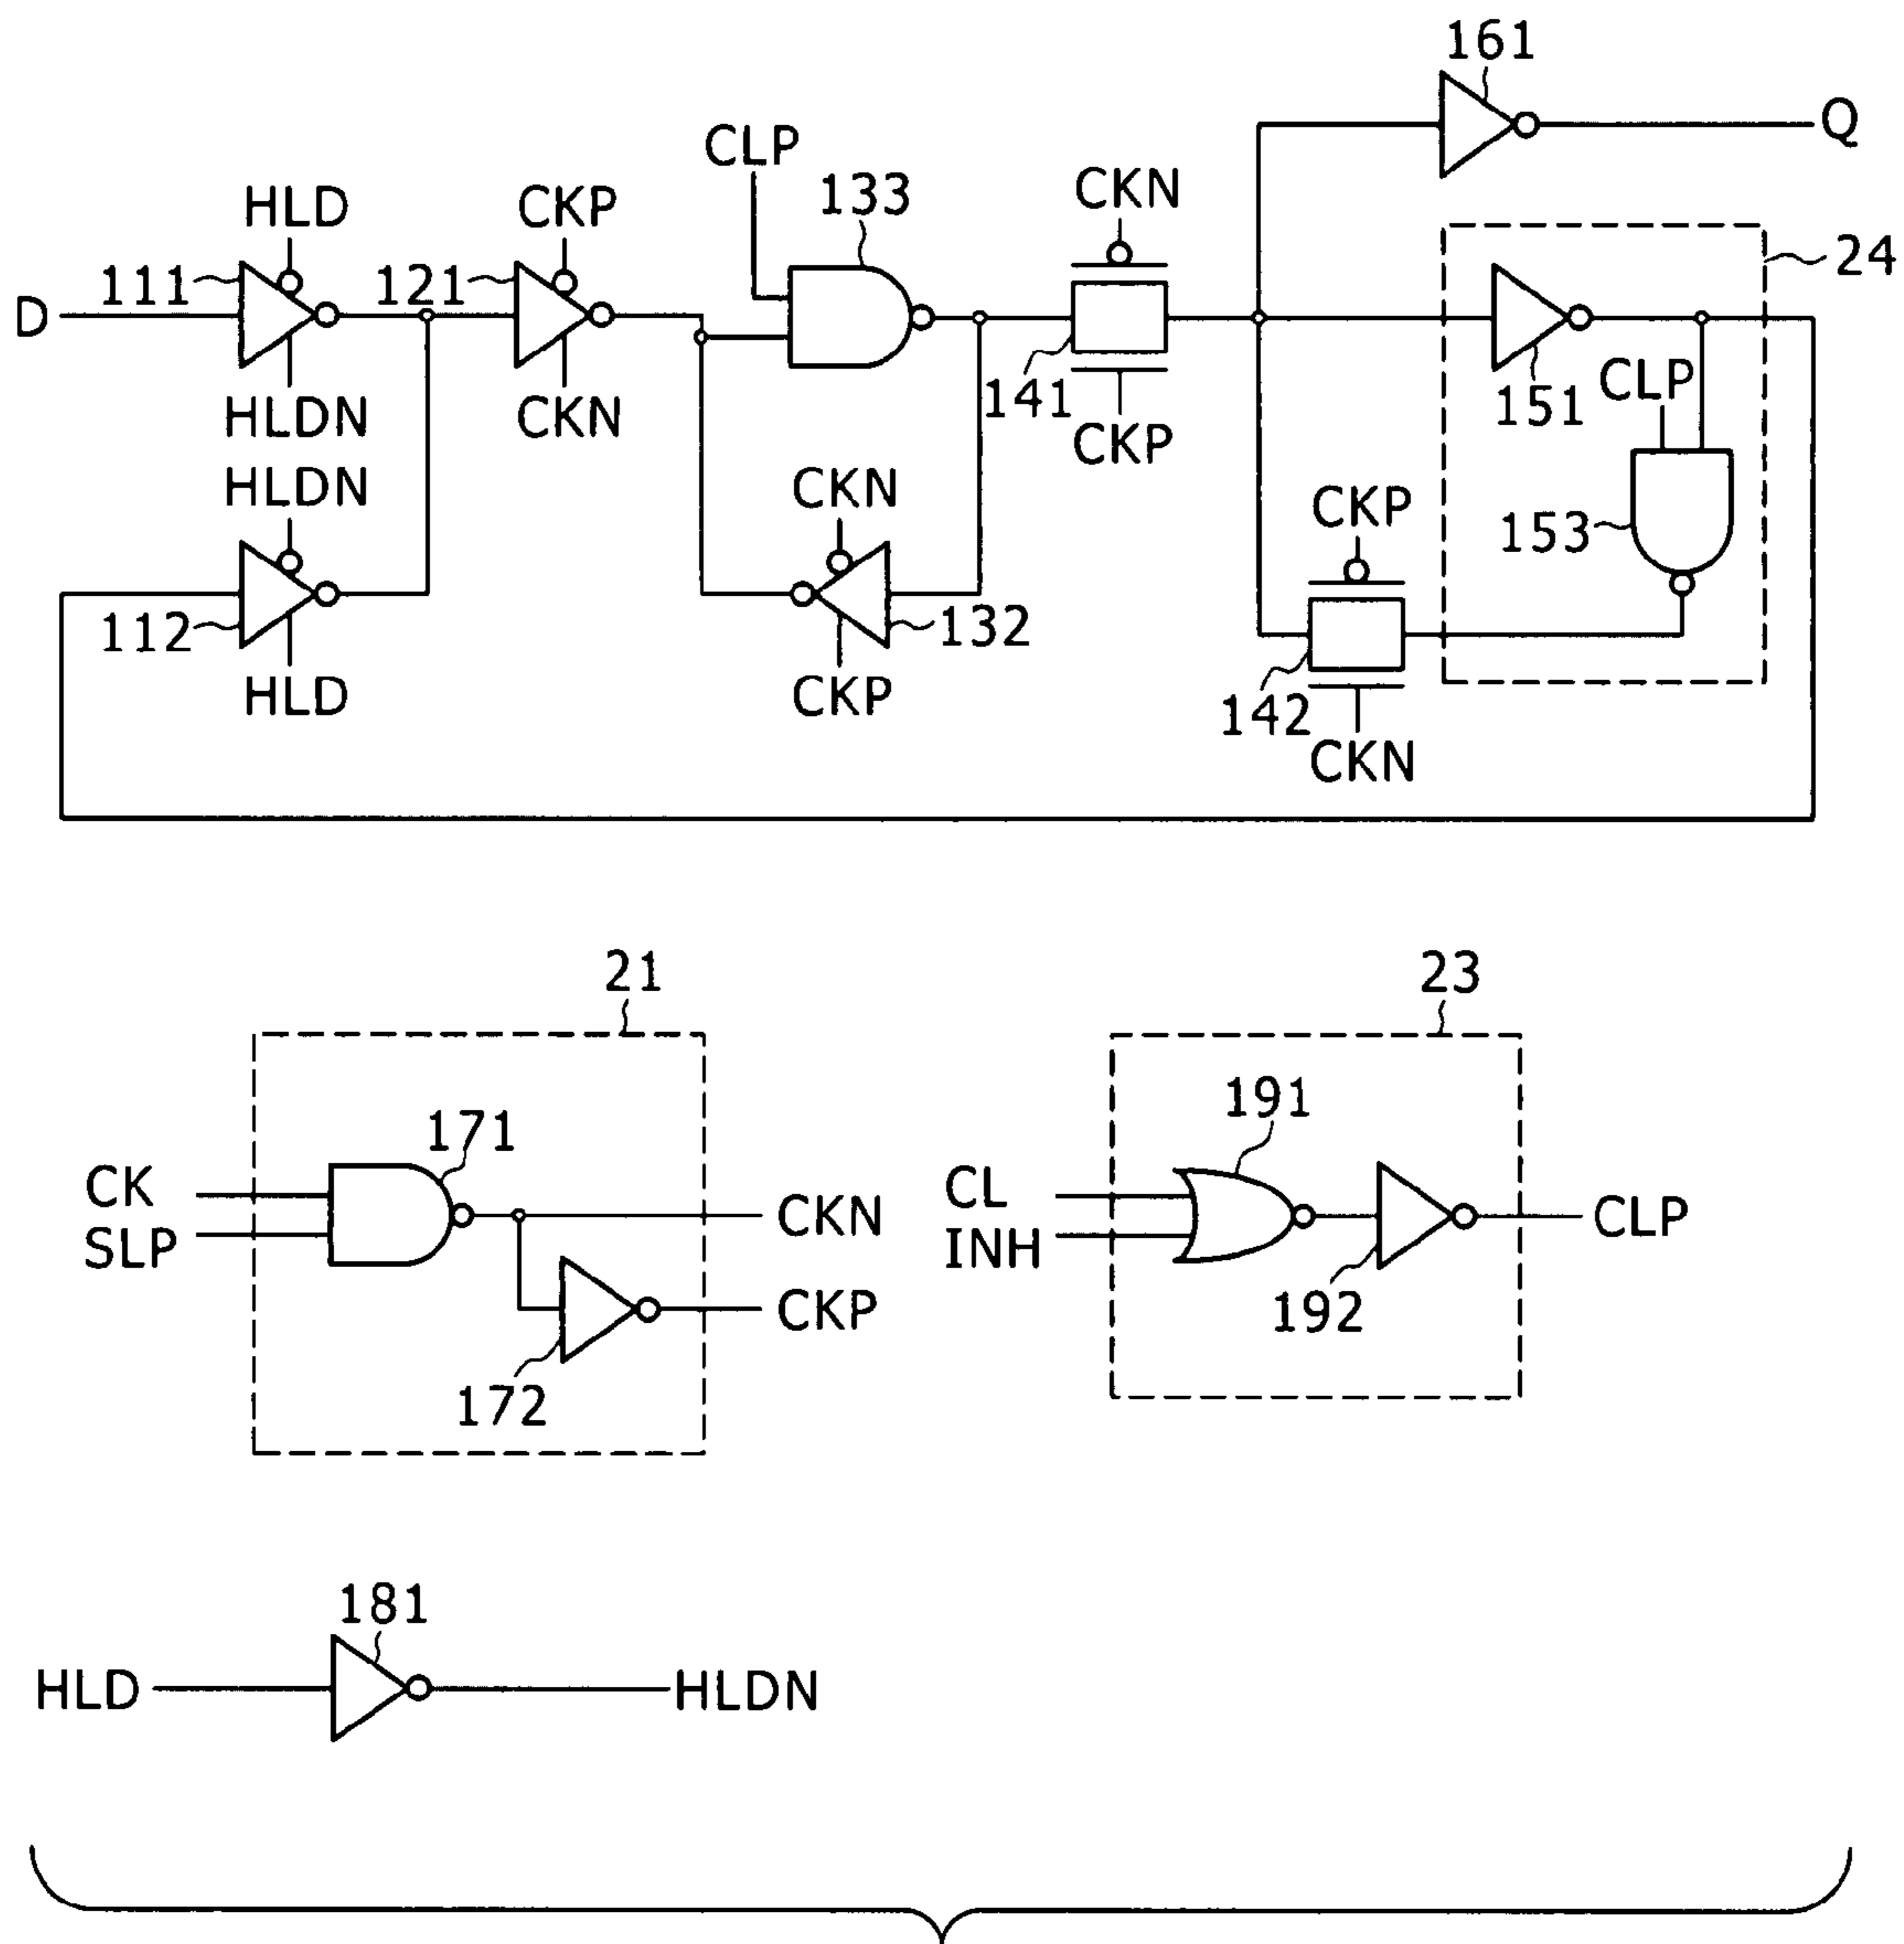 161
Q
CLP
133
CKN
HLD
CKP
24
111
121
D
141
151
CLP
HLDN
CKN
CKP
HLDN
CKN
CKP
153
112
132
HLD
CKP
142
CKN
21
23
171
191
CK
SLP
CKN
CL
INH
CLP
CKP
172
192
181
HLD
HLDN